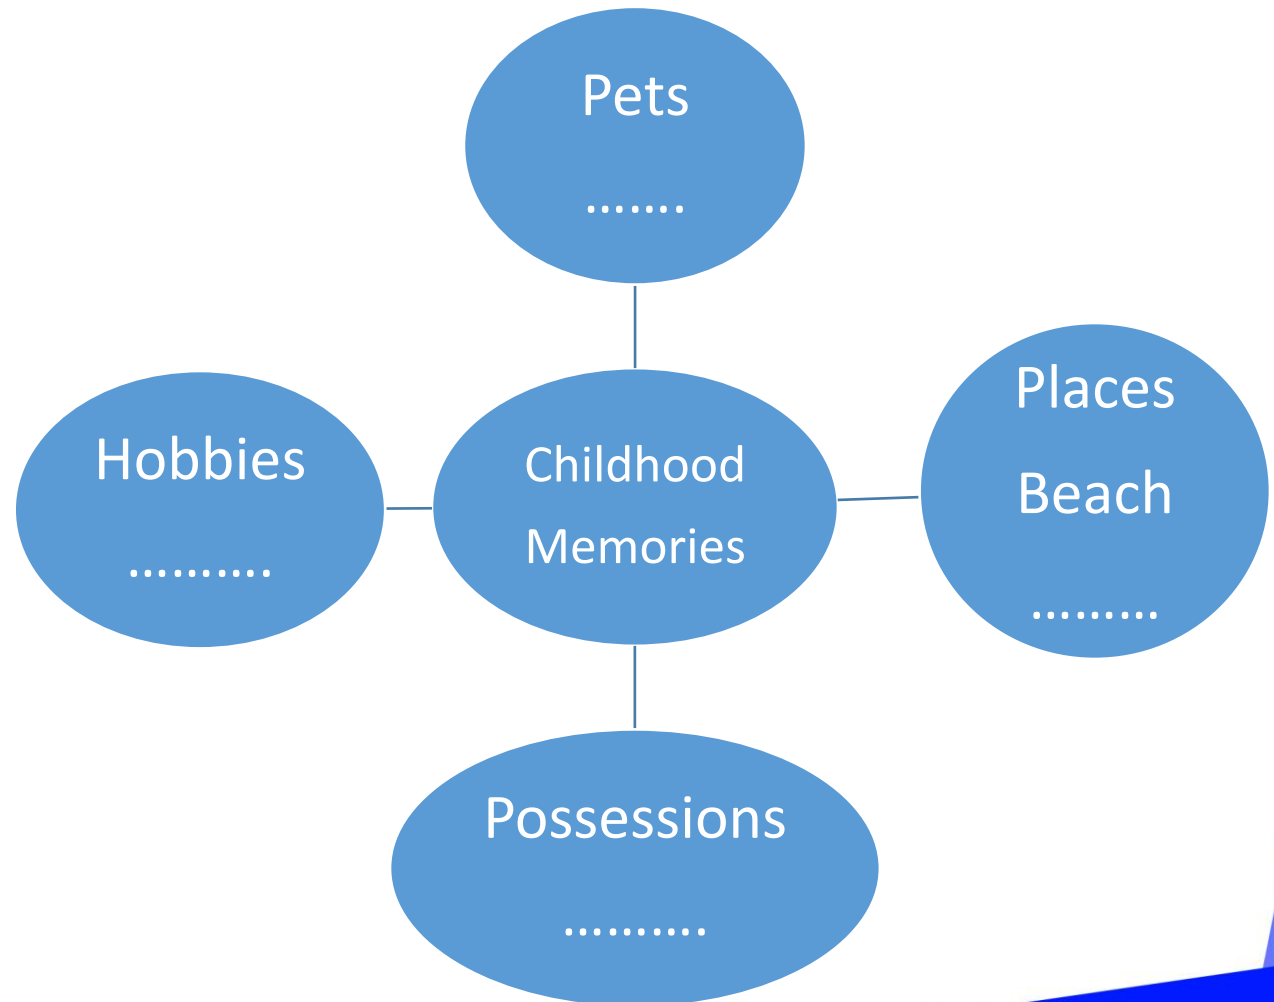 Pets
.......
Hobbies
..........
Childhood
Memories
Places
Beach
.........
Possessions
..........